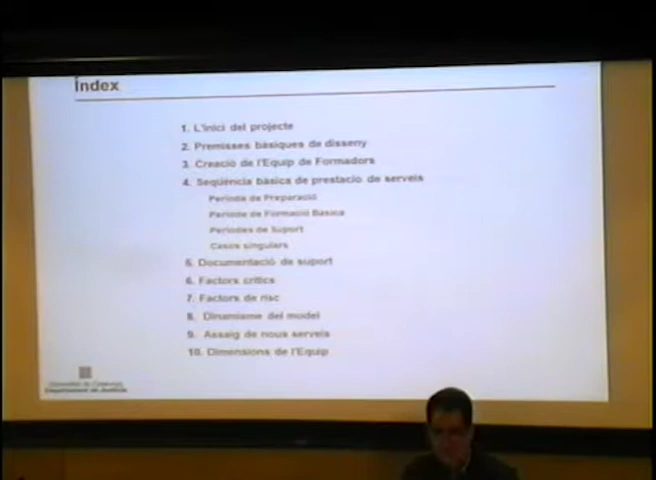 Índex
1. L'inici del projecte
2. Premisses bàsiques de disseny
3. Creació de l'Equip de Formadors
4. Seqüència bàsica de prestació de serveis
Període de Preparació
Període de Formació Bàsica
Períodes de Suport
Casos singulars
5. Documentació de suport
6. Factors crítics
7. Factors de risc
8. Dinamisme del model
9. Assaig de nous serveis
10. Dimensions de l'Equip
Generalitat de Catalunya
Departament de Justícia